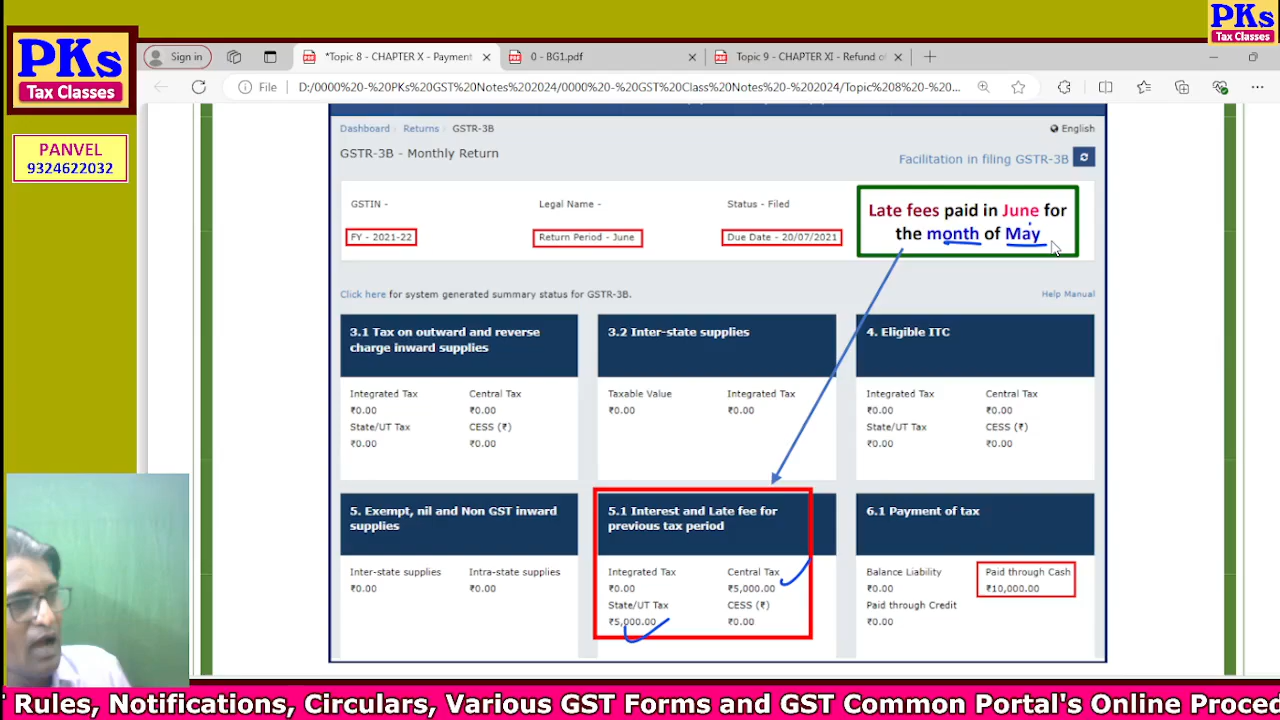 PKs
Tax Classes
PKs
Tax Classes
PANVEL
9324622032
Sign in
*Topic 8 - CHAPTER X - Payment
0 - BG1.pdf
Topic 9 - CHAPTER XI - Refund of
File
D:/0000%20-%20PKs%20GST%20Notes%202024/0000%20-%20GST%20Class%20Notes%20-%202024/Topic%208%20-%20...
Dashboard
Returns
GSTR-3B
English
GSTR-3B - Monthly Return
Facilitation in filing GSTR-3B
GSTIN -
Legal Name -
Status - Filed
FY - 2021-22
Return Period - June
Due Date - 20/07/2021
Late fees paid in June for
the month of May
Click here for system generated summary status for GSTR-3B.
Help Manual
3.1 Tax on outward and reverse
charge inward supplies
Integrated Tax Central Tax
₹0.00 ₹0.00
State/UT Tax CESS (₹)
₹0.00 ₹0.00
3.2 Inter-state supplies
Taxable Value Integrated Tax
₹0.00 ₹0.00
4. Eligible ITC
Integrated Tax Central Tax
₹0.00 ₹0.00
State/UT Tax CESS (₹)
₹0.00 ₹0.00
5. Exempt, nil and Non GST inward
supplies
Inter-state supplies Intra-state supplies
₹0.00 ₹0.00
5.1 Interest and Late fee for
previous tax period
Integrated Tax Central Tax
₹0.00 ₹5,000.00
State/UT Tax CESS (₹)
₹5,000.00 ₹0.00
6.1 Payment of tax
Balance Liability Paid through Cash
₹0.00 ₹10,000.00
Paid through Credit
₹0.00
Rules, Notifications, Circulars, Various GST Forms and GST Common Portal's Online Proced